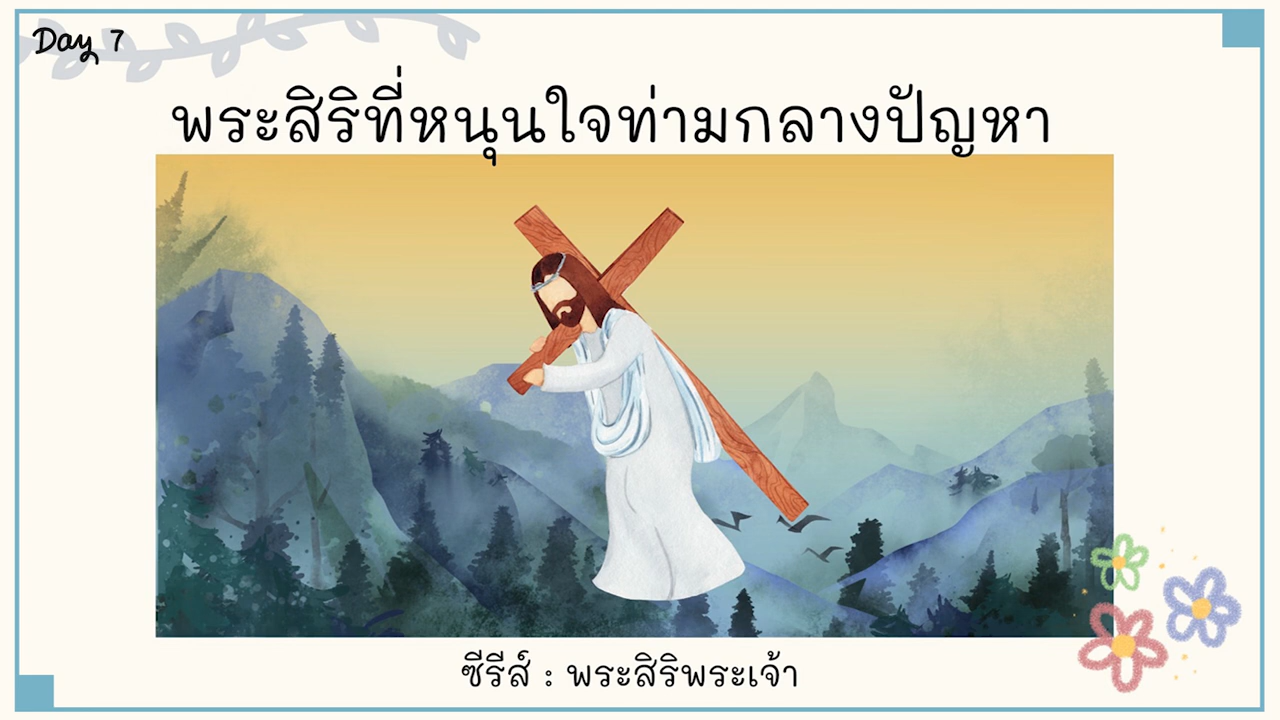 Day 7
พระสิริที่หนุนใจท่ามกลางปัญหา
ซีรีส์ : พระสิริพระเจ้า